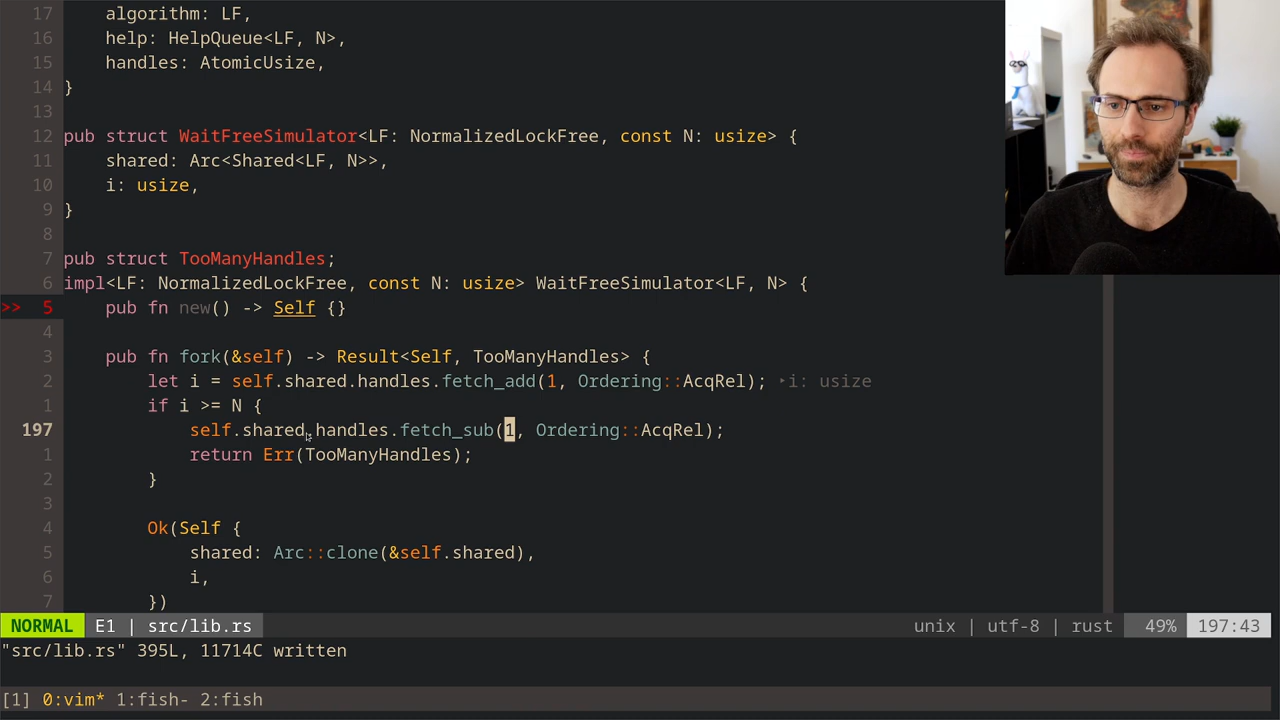 17 algorithm: LF,
16 help: HelpQueue<LF, N>,
15 handles: AtomicUsize,
14 }
13
12 pub struct WaitFreeSimulator<LF: NormalizedLockFree, const N: usize> {
11 shared: Arc<Shared<LF, N>>,
10 i: usize,
9 }
8
7 pub struct TooManyHandles;
6 impl<LF: NormalizedLockFree, const N: usize> WaitFreeSimulator<LF, N> {
>> 5 pub fn new() -> Self {}
4
3 pub fn fork(&self) -> Result<Self, TooManyHandles> {
2 let i = self.shared.handles.fetch_add(1, Ordering::AcqRel); ‣i: usize
1 if i >= N {
197 self.shared.handles.fetch_sub(1, Ordering::AcqRel);
1 return Err(TooManyHandles);
2 }
3
4 Ok(Self {
5 shared: Arc::clone(&self.shared),
6 i,
7 })
NORMAL E1 | src/lib.rs unix | utf-8 | rust 49% 197:43
"src/lib.rs" 395L, 11714C written
[1] 0:vim* 1:fish- 2:fish